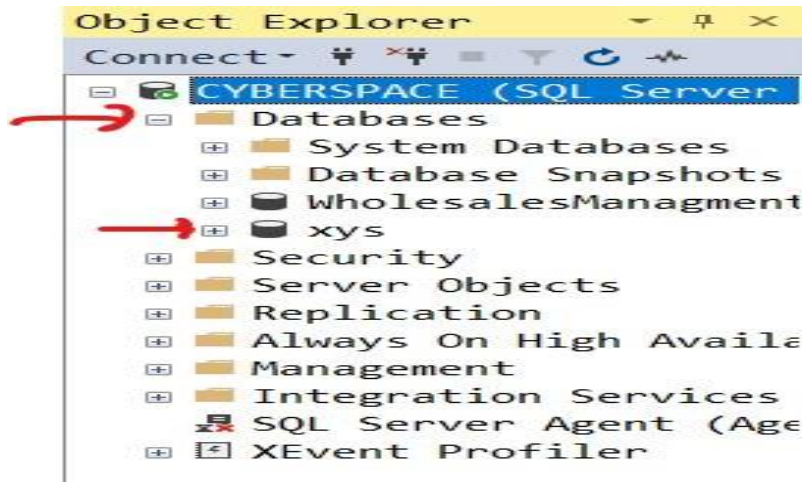 Object Explorer
Connect
CYBERSPACE (SQL Server
Databases
System Databases
Database Snapshots
WholesalesManagment
xys
Security
Server Objects
Replication
Always On High Availa
Management
Integration Services
SQL Server Agent (Age
XEvent Profiler